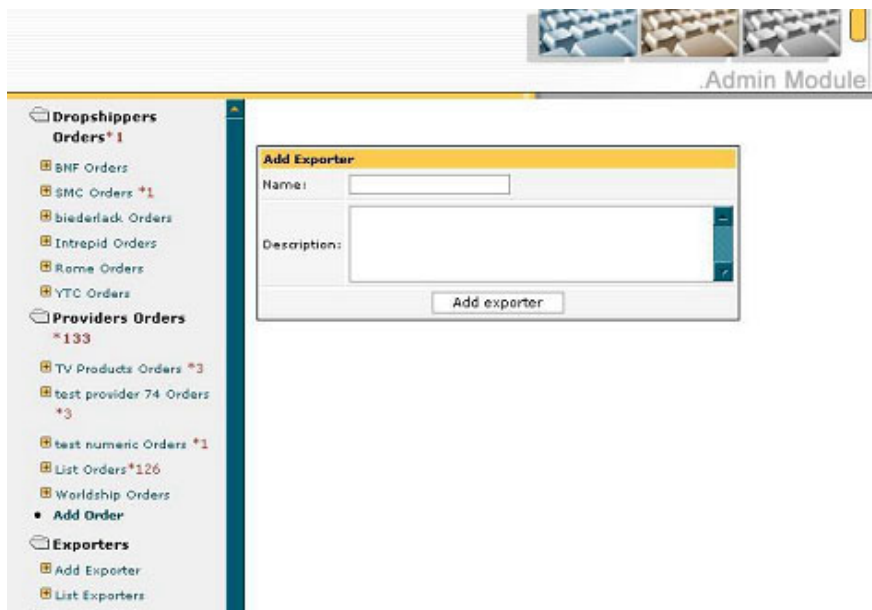 .Admin Module
Dropshippers
Orders*1
BNF Orders
SMC Orders *1
biederlack Orders
Intrepid Orders
Rome Orders
YTC Orders
Providers Orders
*133
TV Products Orders *3
test provider 74 Orders
*3
test numeric Orders *1
List Orders*126
Worldship Orders
Add Order
Exporters
Add Exporter
List Exporters
Add Exporter
Name:
Description:
Add exporter